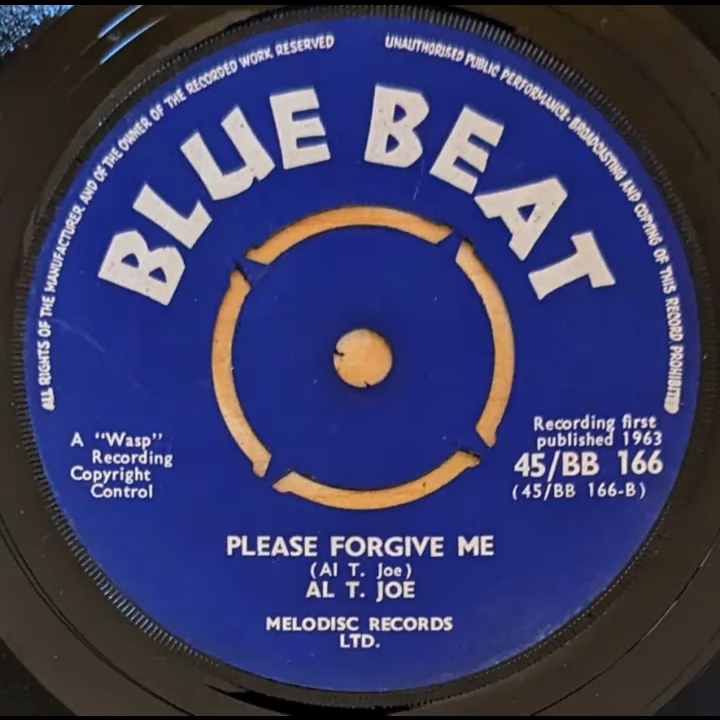 ALL RIGHTS OF THE MANUFACTURER AND OF THE OWNER OF THE RECORDED WORK RESERVED
UNAUTHORISED PUBLIC PERFORMANCE · BROADCASTING AND COPYING OF THIS RECORD PROHIBITED
BLUE BEAT
A "Wasp"
Recording
Copyright
Control
Recording first
published 1963
45/BB 166
(45/BB 166-B)
PLEASE FORGIVE ME
(Al T. Joe)
AL T. JOE
MELODISC RECORDS
LTD.